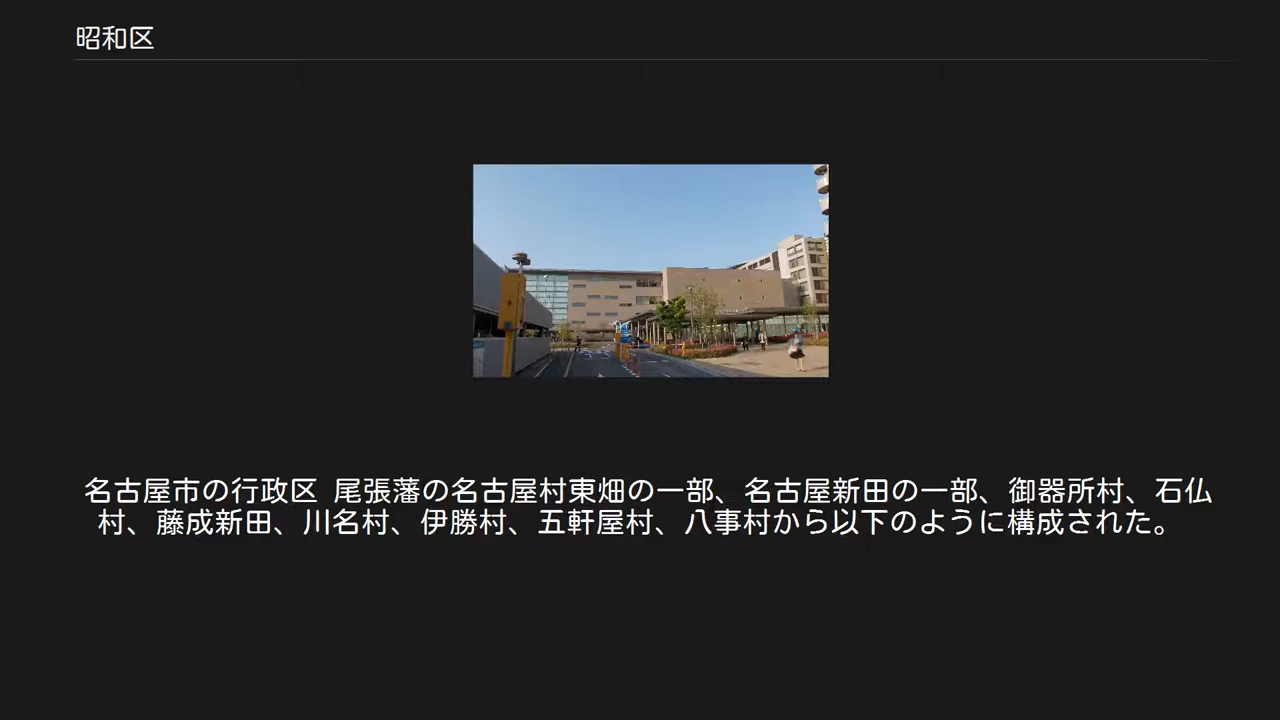 昭和区
名古屋市の行政区 尾張藩の名古屋村東畑の一部、名古屋新田の一部、御器所村、石仏
村、藤成新田、川名村、伊勝村、五軒屋村、八事村から以下のように構成された。